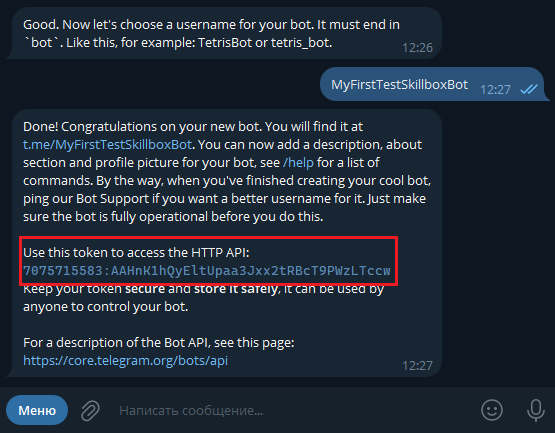 Good. Now let's choose a username for your bot. It must end in
`bot`. Like this, for example: TetrisBot or tetris_bot.
12:26
MyFirstTestSkillboxBot 12:27
Done! Congratulations on your new bot. You will find it at
t.me/MyFirstTestSkillboxBot. You can now add a description, about
section and profile picture for your bot, see /help for a list of
commands. By the way, when you've finished creating your cool bot,
ping our Bot Support if you want a better username for it. Just make
sure the bot is fully operational before you do this.
Use this token to access the HTTP API:
7075715583:AAHnK1hQyEltUpaa3Jxx2tRBcT9PWzLTccw
Keep your token secure and store it safely, it can be used by
anyone to control your bot.
For a description of the Bot API, see this page:
https://core.telegram.org/bots/api
12:27
Меню Написать сообщение...